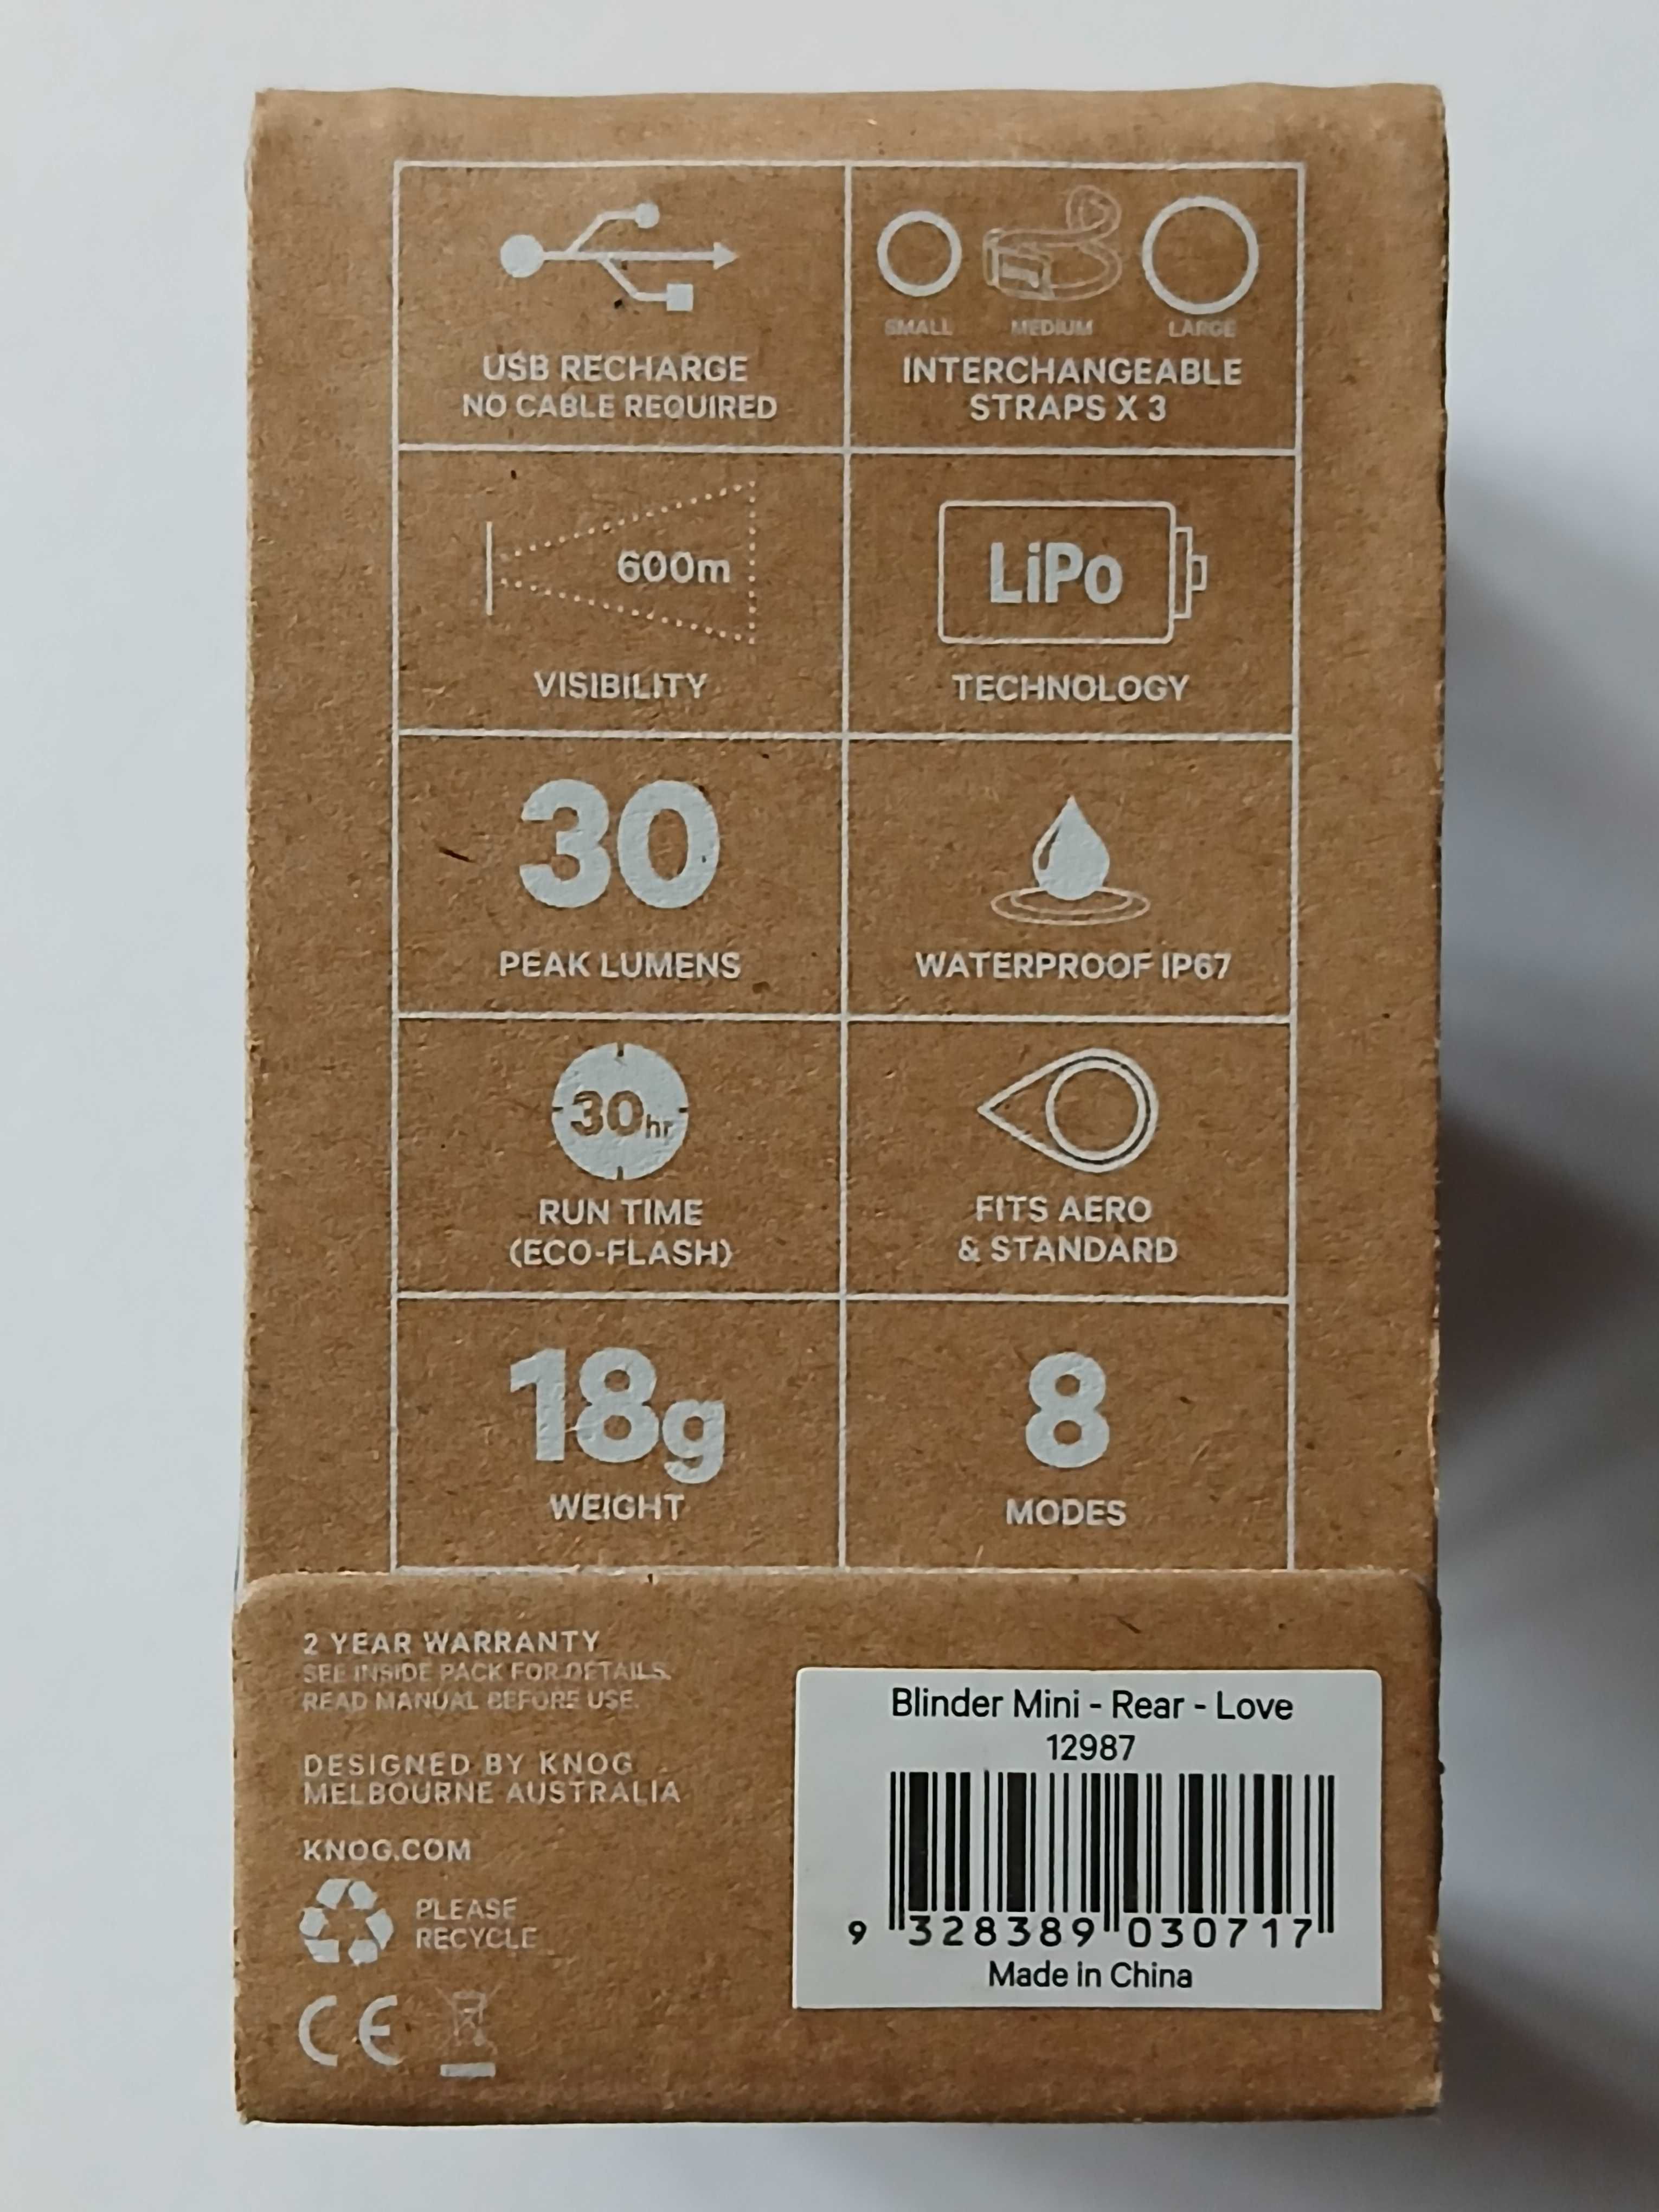 SMALL MEDIUM LARGE
USB RECHARGE
NO CABLE REQUIRED
INTERCHANGEABLE
STRAPS X 3
600m
VISIBILITY
LiPo
TECHNOLOGY
30
PEAK LUMENS
WATERPROOF IP67
30hr
RUN TIME
(ECO-FLASH)
FITS AERO
& STANDARD
18g
WEIGHT
8
MODES
2 YEAR WARRANTY
SEE INSIDE PACK FOR DETAILS.
READ MANUAL BEFORE USE.
DESIGNED BY KNOG
MELBOURNE AUSTRALIA
KNOG.COM
PLEASE
RECYCLE
CE
Blinder Mini - Rear - Love
12987
9 328389 030717
Made in China